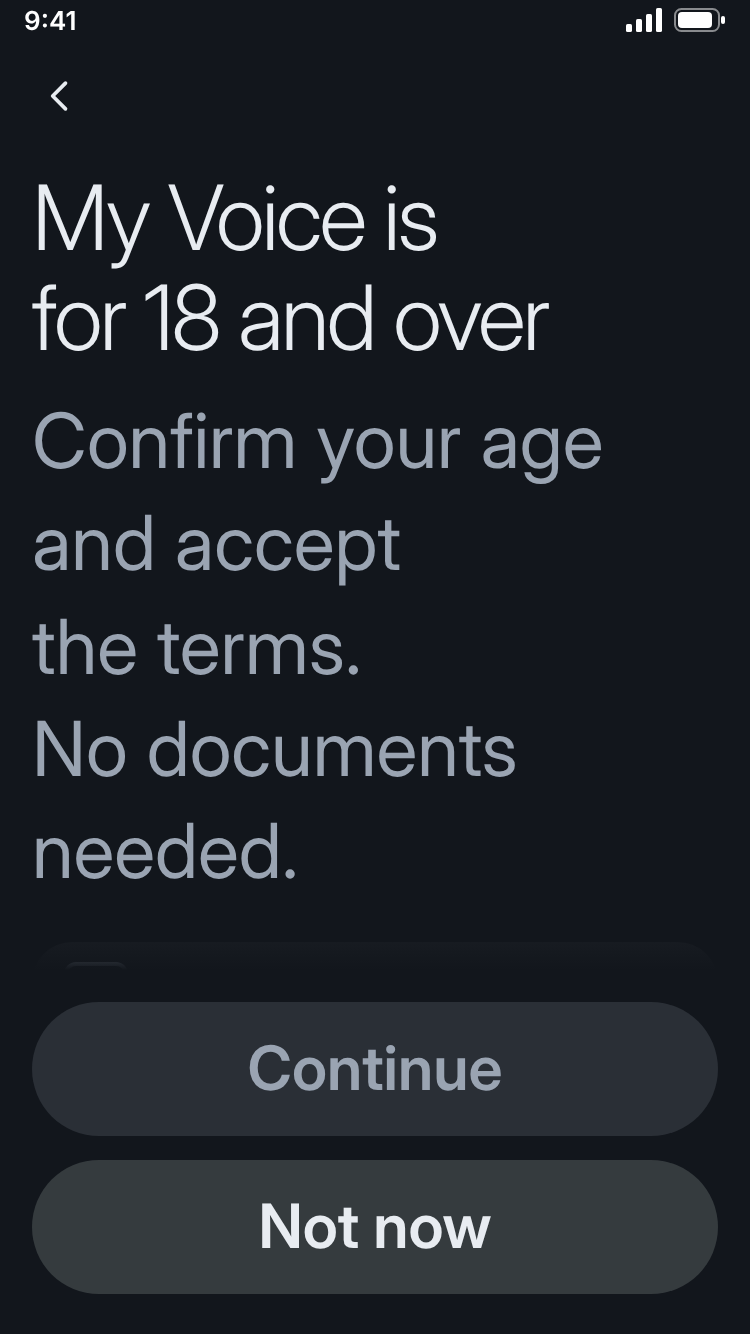 9:41
My Voice is
for 18 and over
Confirm your age
and accept
the terms.
No documents
needed.
Continue
Not now